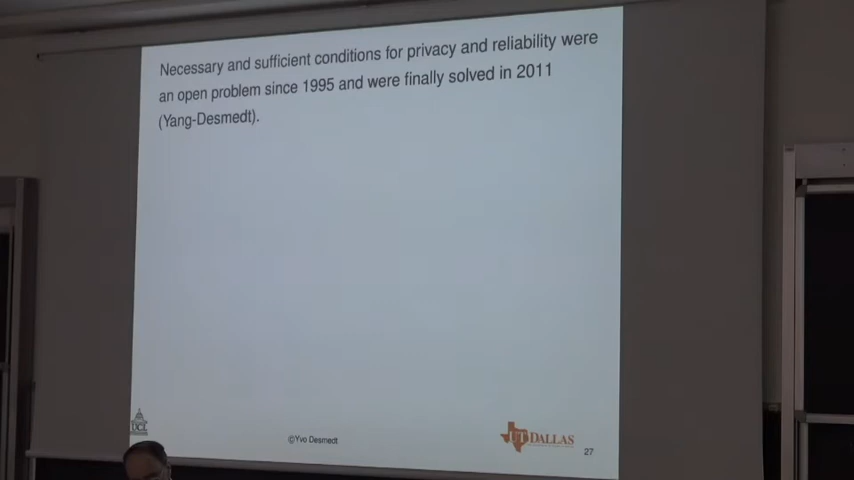 Necessary and sufficient conditions for privacy and reliability were
an open problem since 1995 and were finally solved in 2011
(Yang-Desmedt).
UCL
©Yvo Desmedt
UT DALLAS
27